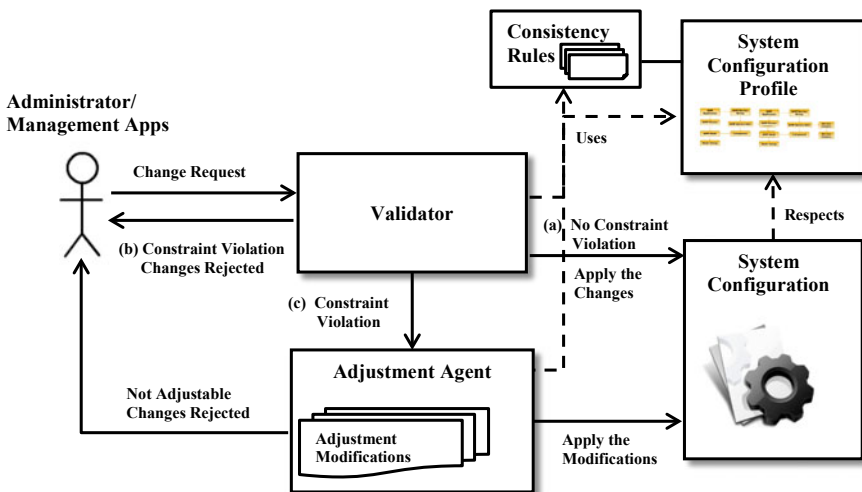 Consistency
Rules
System
Configuration
Profile
Administrator/
Management Apps
Uses
Change Request
Validator
Respects
(b) Constraint Violation
Changes Rejected
(a) No Constraint
Violation
Apply the
Changes
System
Configuration
(c) Constraint
Violation
Adjustment Agent
Not Adjustable
Changes Rejected
Adjustment
Modifications
Apply the
Modifications